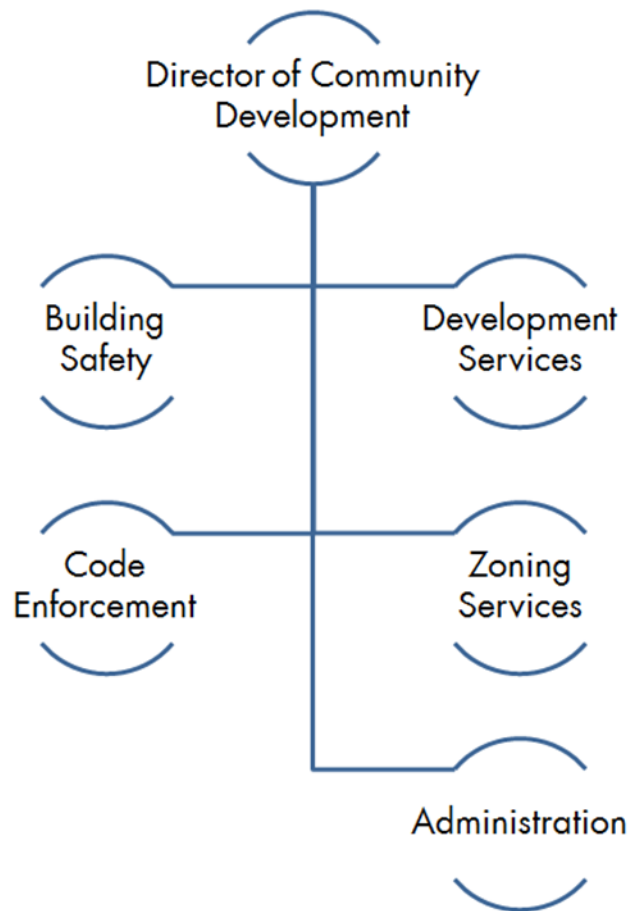 Director of Community
Development
Building
Safety
Development
Services
Code
Enforcement
Zoning
Services
Administration